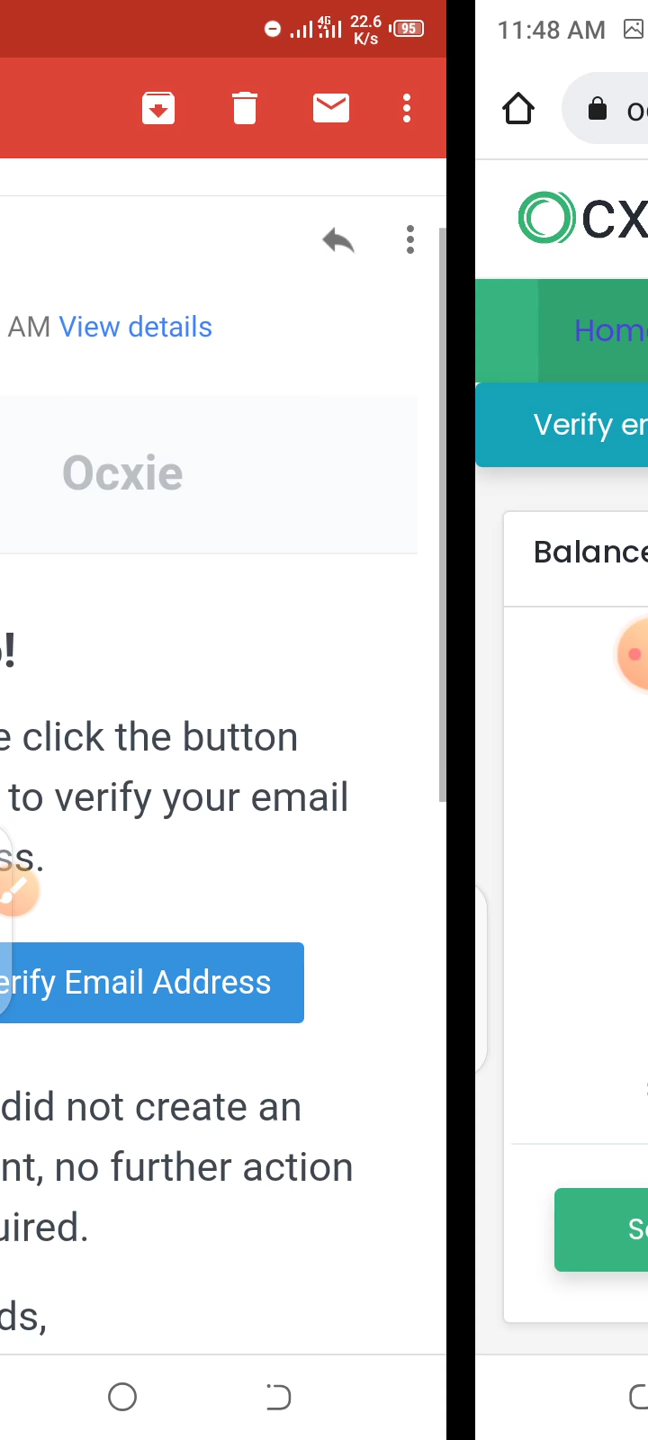 22.6
K/s
95
AM View details
Ocxie
!
click the button
to verify your email
ss.
erify Email Address
did not create an
nt, no further action
uired.
ds,
11:48 AM
CX
Home
Verify
Balance